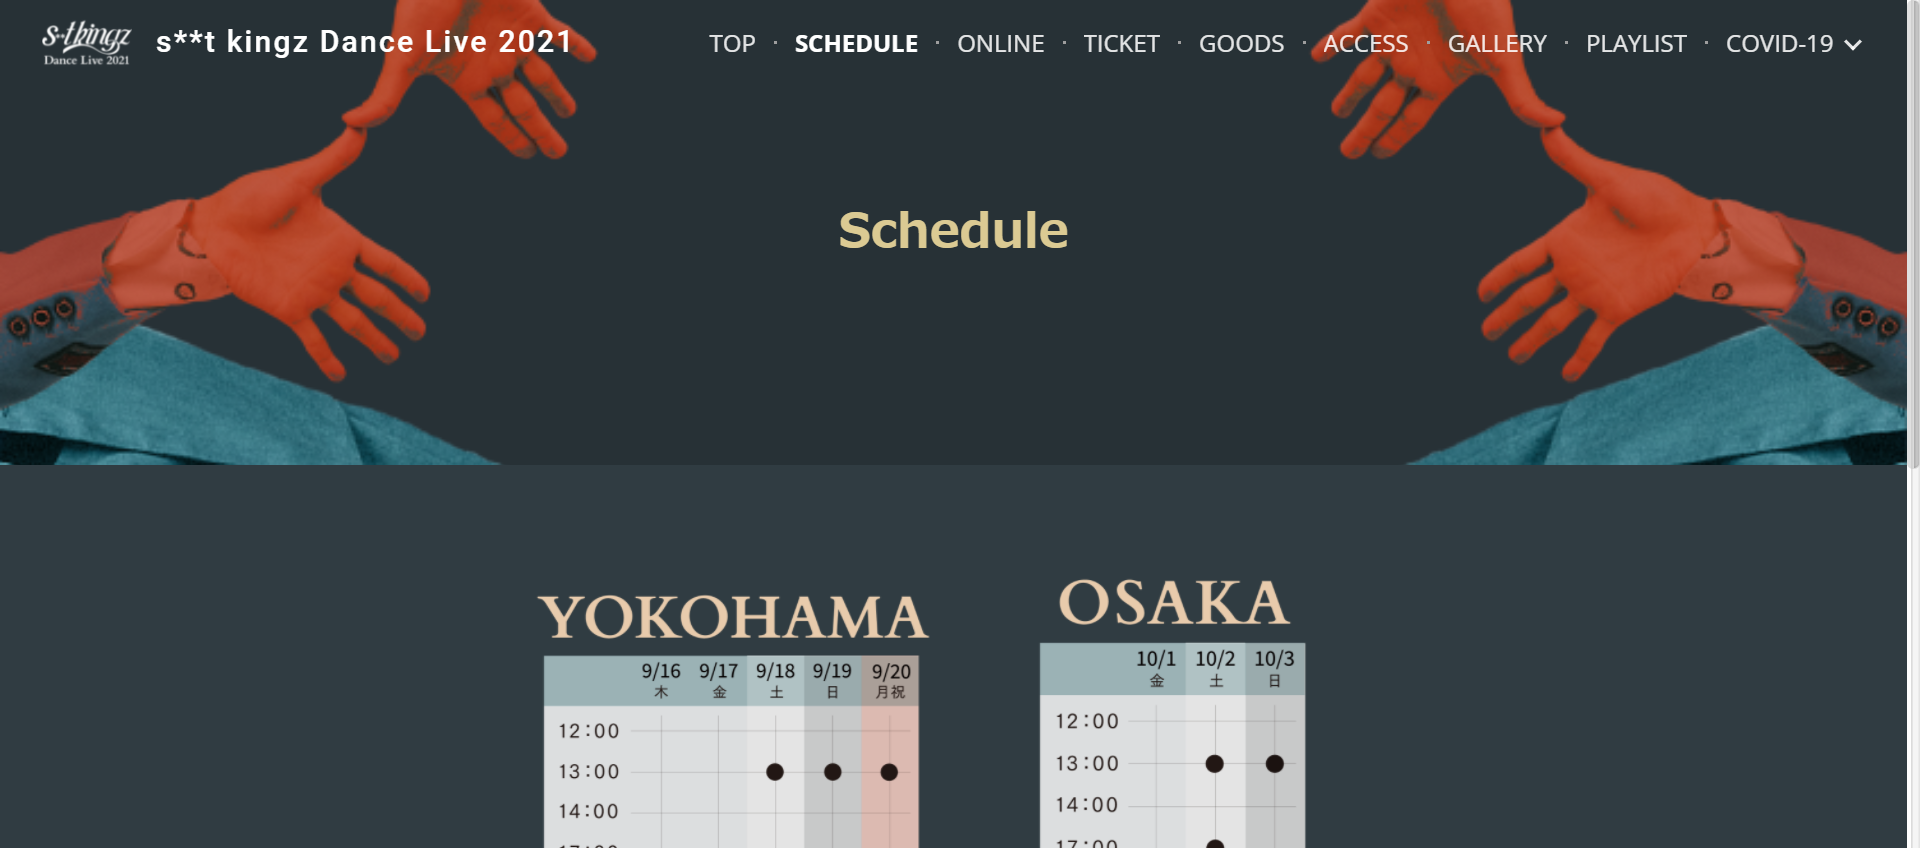 s**t kingz
Dance Live 2021
s**t kingz Dance Live 2021
TOP · SCHEDULE · ONLINE · TICKET · GOODS · ACCESS · GALLERY · PLAYLIST · COVID-19
Schedule
YOKOHAMA
9/16 9/17 9/18 9/19 9/20
木 金 土 日 月祝
12:00
13:00
14:00
OSAKA
10/1 10/2 10/3
金 土 日
12:00
13:00
14:00
17:00